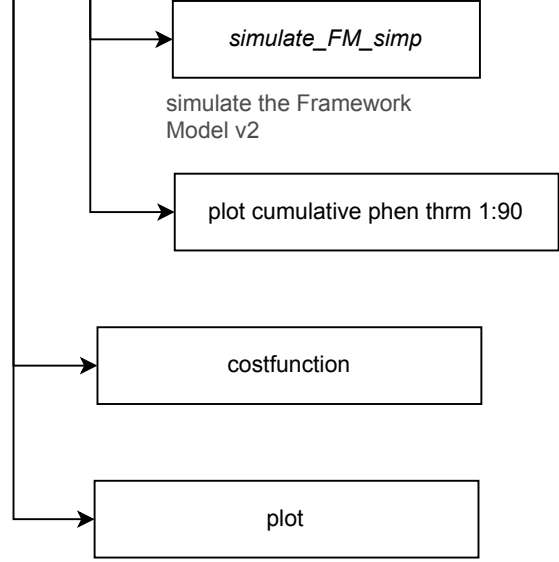 simulate_FM_simp
simulate the Framework
Model v2
plot cumulative phen thrm 1:90
costfunction
plot